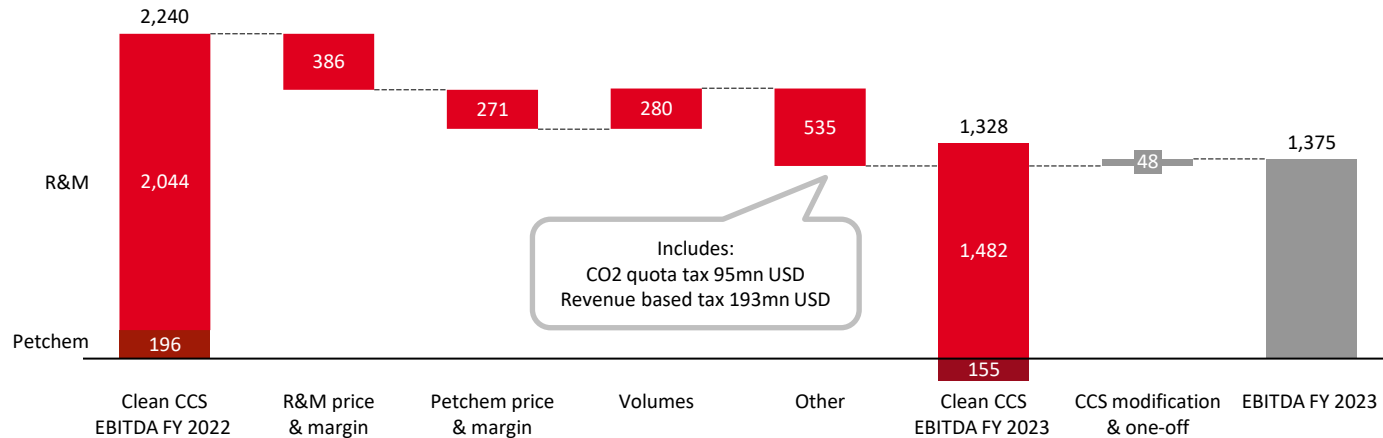 2,240
386
271
280
535
1,328
48
1,375
R&M
2,044
1,482
Includes:
CO2 quota tax 95mn USD
Revenue based tax 193mn USD
Petchem
196
155
Clean CCS
EBITDA FY 2022
R&M price
& margin
Petchem price
& margin
Volumes
Other
Clean CCS
EBITDA FY 2023
CCS modification
& one-off
EBITDA FY 2023